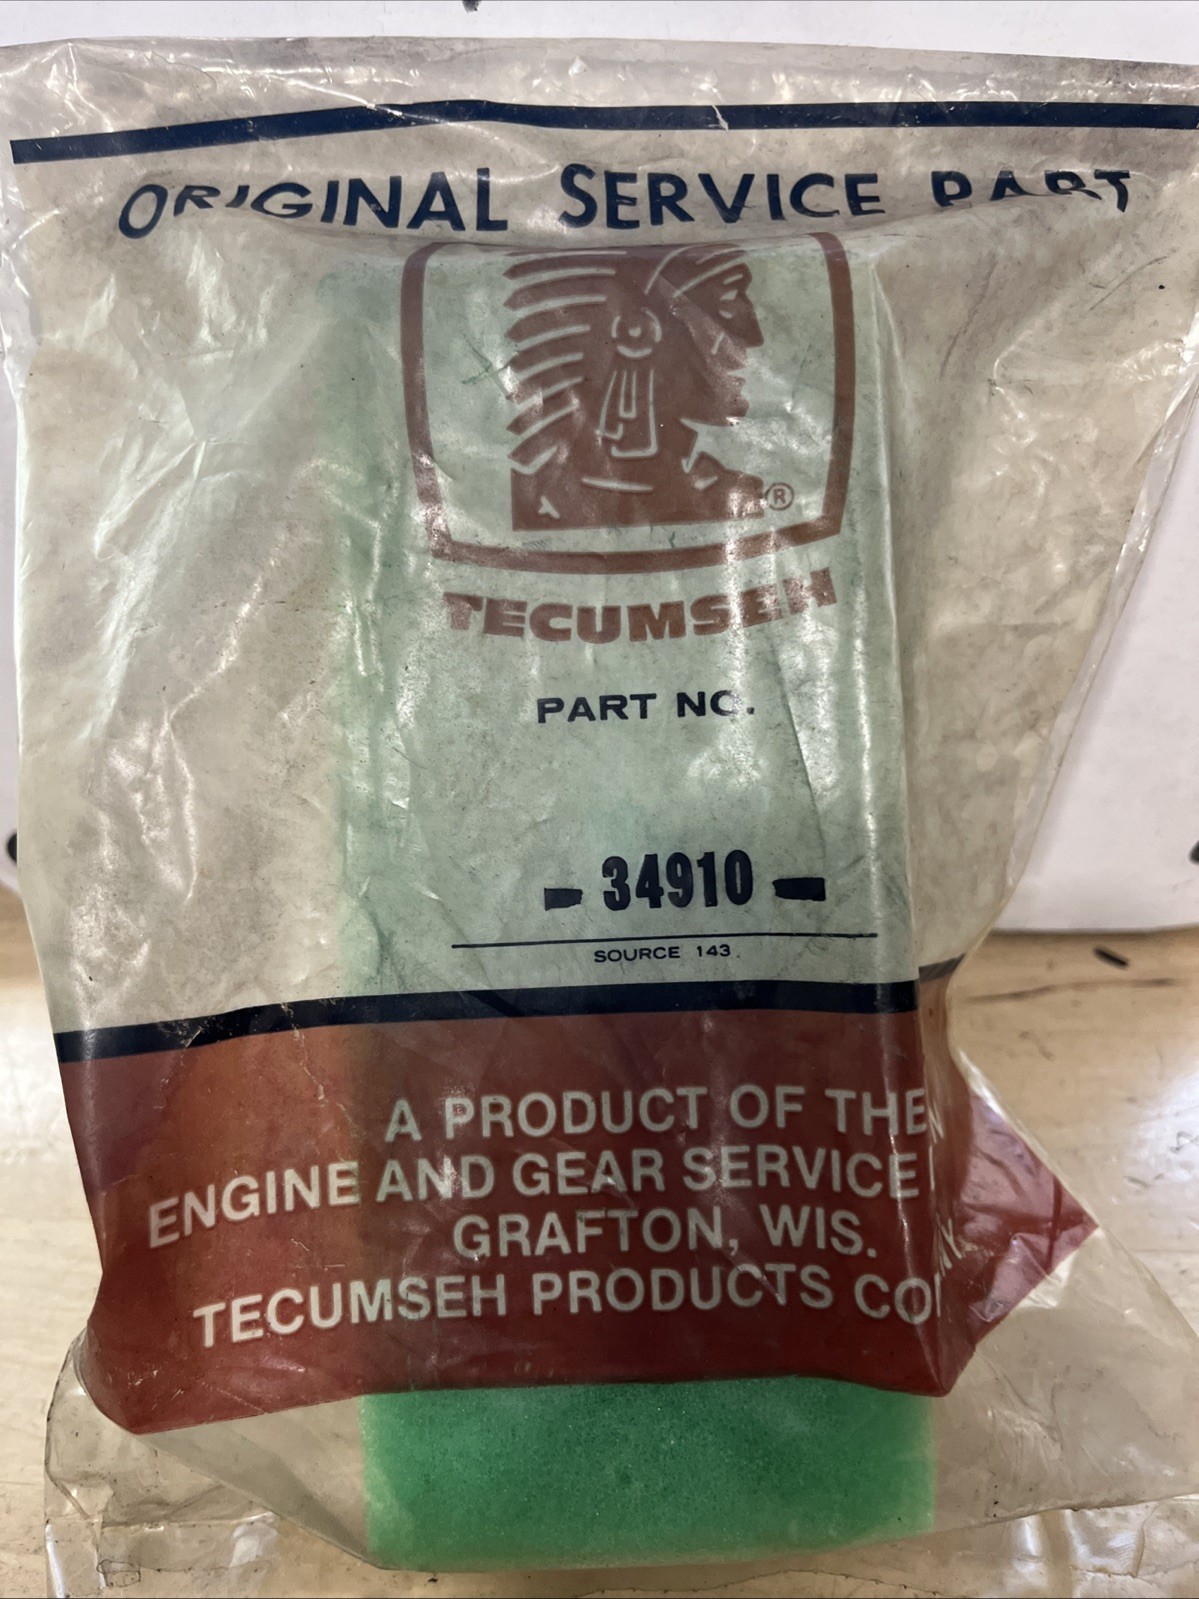 ORIGINAL SERVICE PART
®
TECUMSEH
PART NO.
- 34910 -
SOURCE 143
A PRODUCT OF THE
ENGINE AND GEAR SERVICE
GRAFTON, WIS.
TECUMSEH PRODUCTS